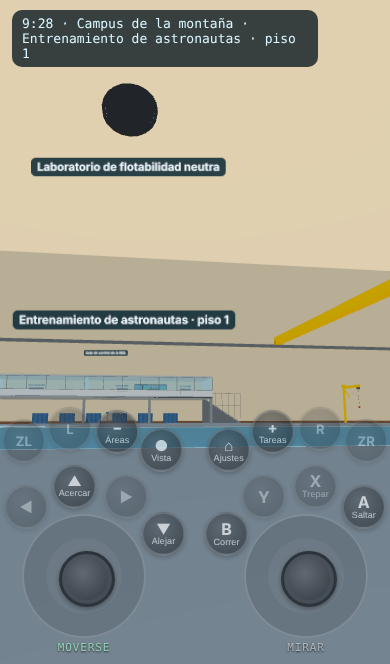 9:28 · Campus de la montaña ·
Entrenamiento de astronautas · piso
1
Laboratorio de flotabilidad neutra
Entrenamiento de astronautas · piso 1
ZL
L
Áreas
Vista
Ajustes
Tareas
R
ZR
Acercar
Y
X
Trepar
A
Saltar
Alejar
B
Correr
MOVERSE
MIRAR